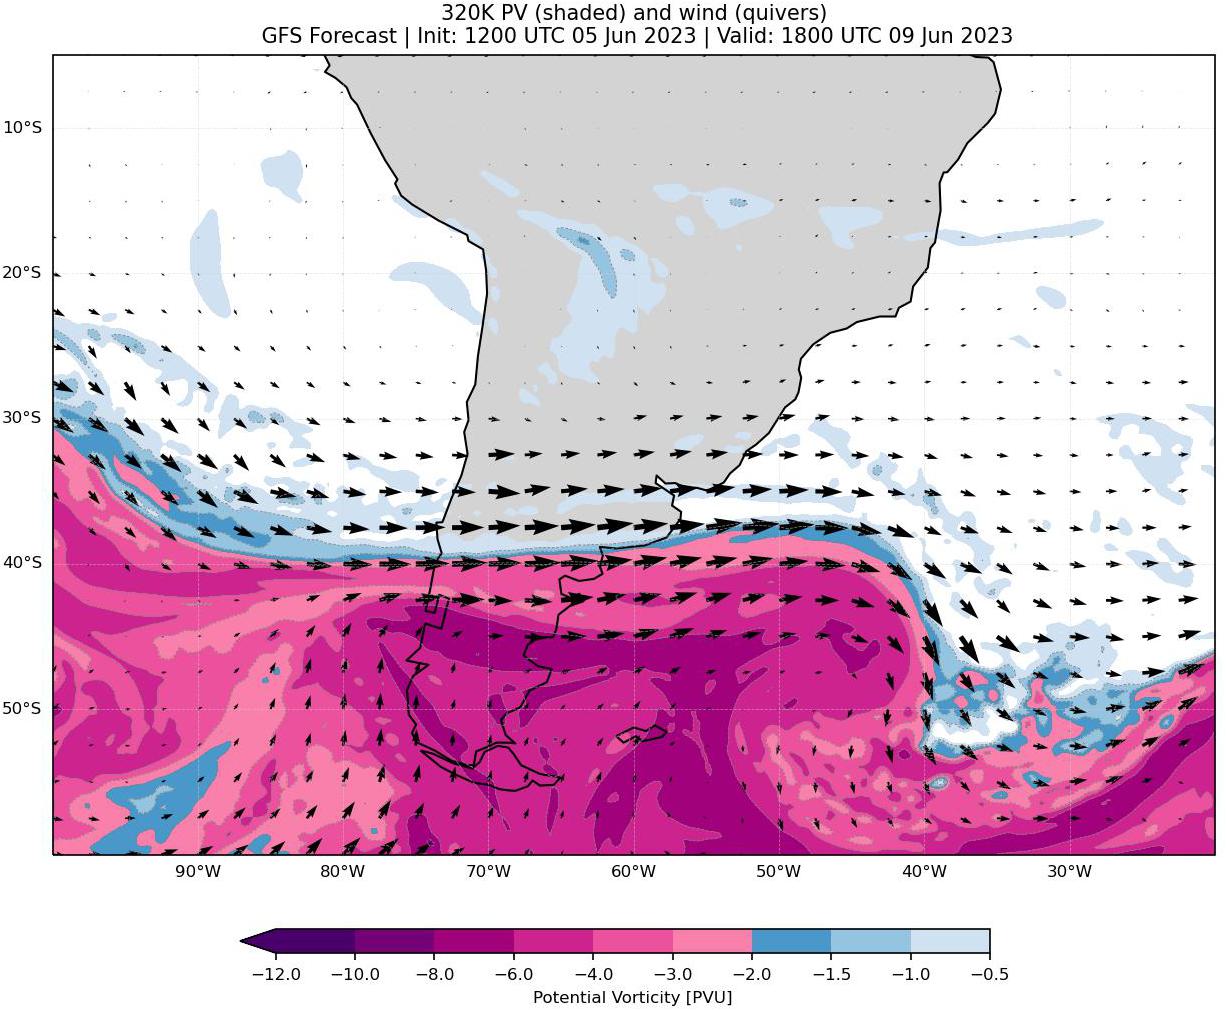 320K PV (shaded) and wind (quivers)
GFS Forecast | Init: 1200 UTC 05 Jun 2023 | Valid: 1800 UTC 09 Jun 2023
10°S
20°S
30°S
40°S
50°S
90°W 80°W 70°W 60°W 50°W 40°W 30°W
−12.0 −10.0 −8.0 −6.0 −4.0 −3.0 −2.0 −1.5 −1.0 −0.5
Potential Vorticity [PVU]